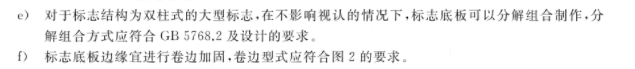 e) 对于标志结构为双柱式的大型标志,在不影响视认的情况下,标志底板可以分解组合制作,分
解组合方式应符合 GB 5768.2 及设计的要求。
f) 标志底板边缘宜进行卷边加固,卷边型式应符合图 2 的要求。